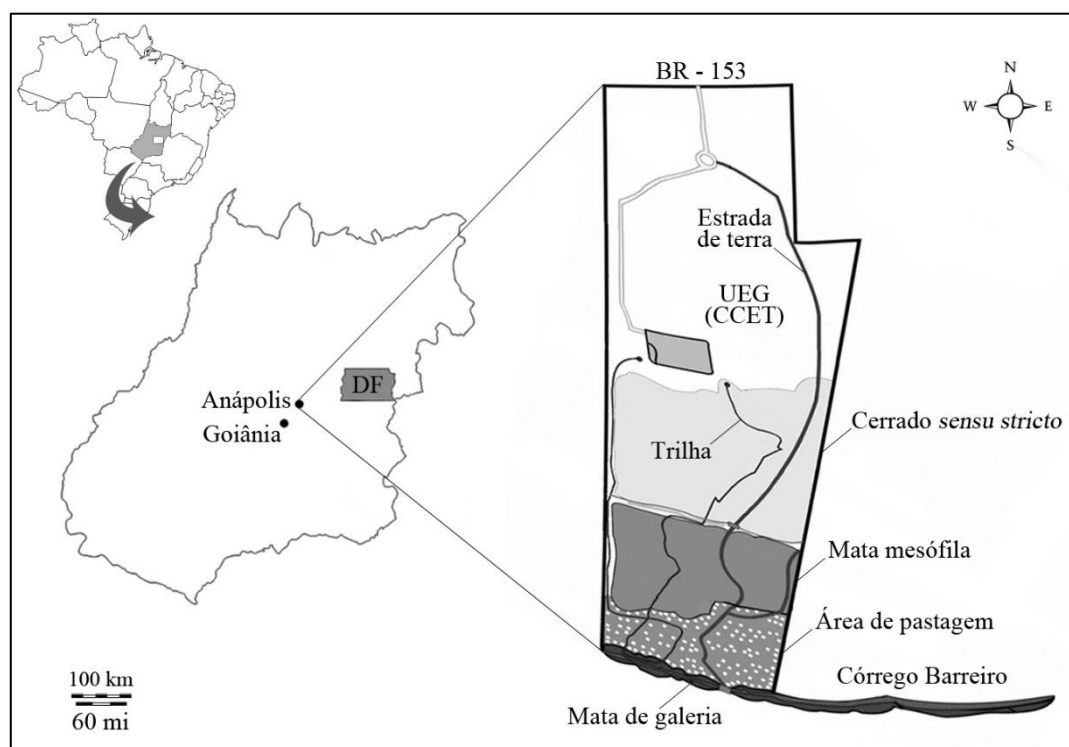 BR - 153
N
W
E
S
Estrada
de terra
UEG
(CCET)
DF
Anápolis
Goiânia
Trilha
Cerrado sensu stricto
Mata mesófila
Área de pastagem
Córrego Barreiro
Mata de galeria
100 km
60 mi